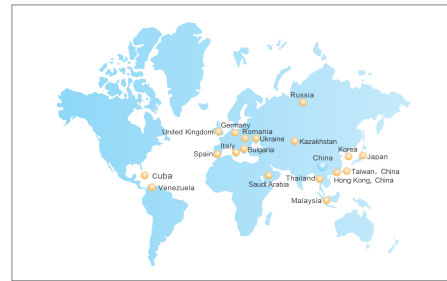 Russia
Germany
United Kingdom
Romania
Ukraine
Italy
Kazakhstan
Spain
Bulgaria
Korea
Japan
China
Cuba
Taiwan, China
Venezuela
Saudi Arabia
Thailand
Hong Kong, China
Malaysia